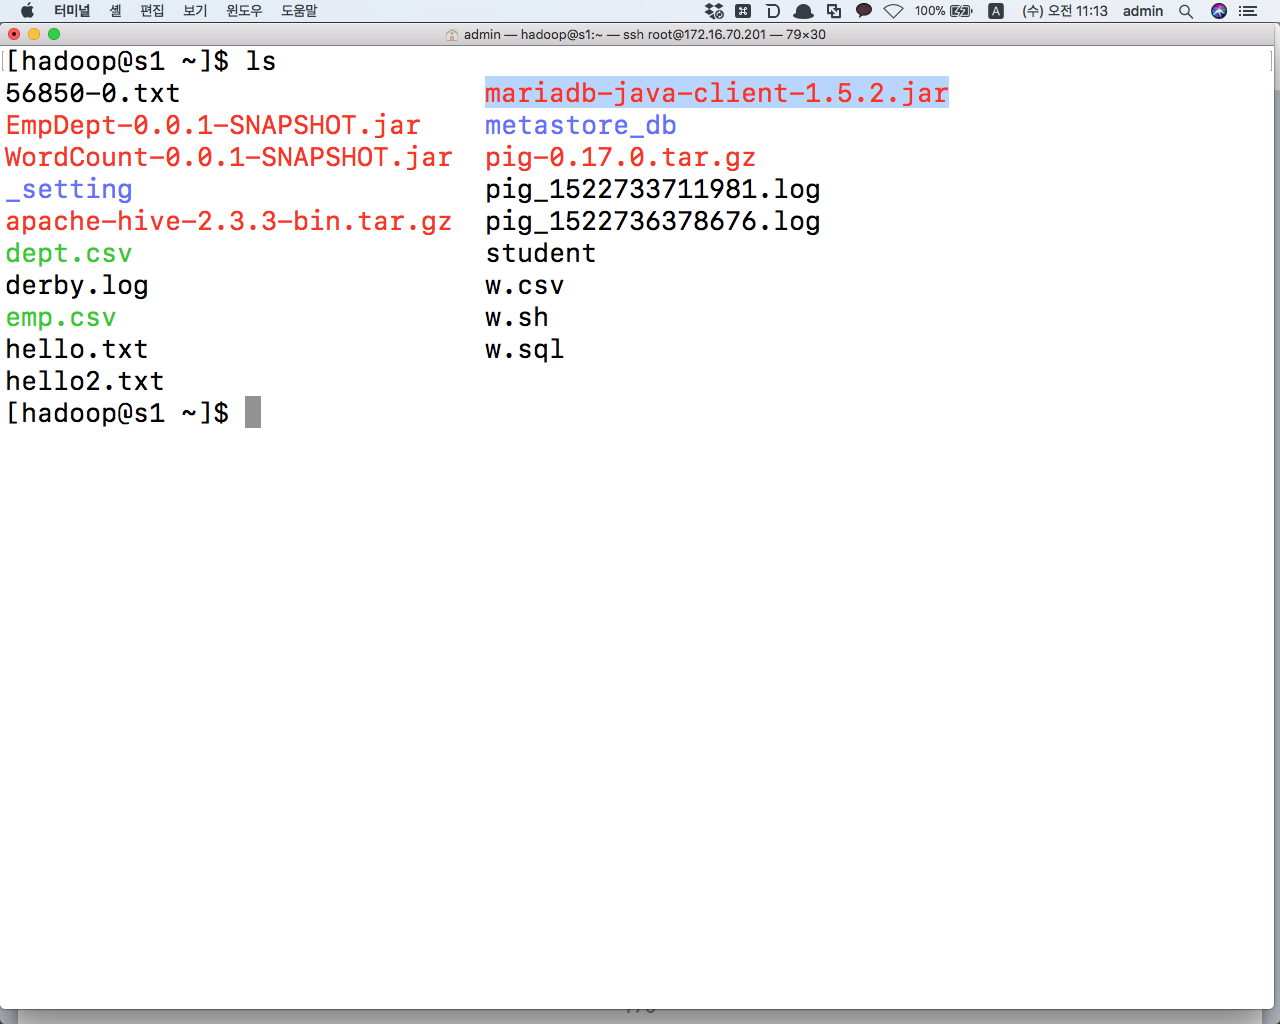 터미널 셸 편집 보기 윈도우 도움말 100% A (수) 오전 11:13 admin
admin — hadoop@s1:~ — ssh root@172.16.70.201 — 79×30
[hadoop@s1 ~]$ ls
56850-0.txt mariadb-java-client-1.5.2.jar
EmpDept-0.0.1-SNAPSHOT.jar metastore_db
WordCount-0.0.1-SNAPSHOT.jar pig-0.17.0.tar.gz
_setting pig_1522733711981.log
apache-hive-2.3.3-bin.tar.gz pig_1522736378676.log
dept.csv student
derby.log w.csv
emp.csv w.sh
hello.txt w.sql
hello2.txt
[hadoop@s1 ~]$